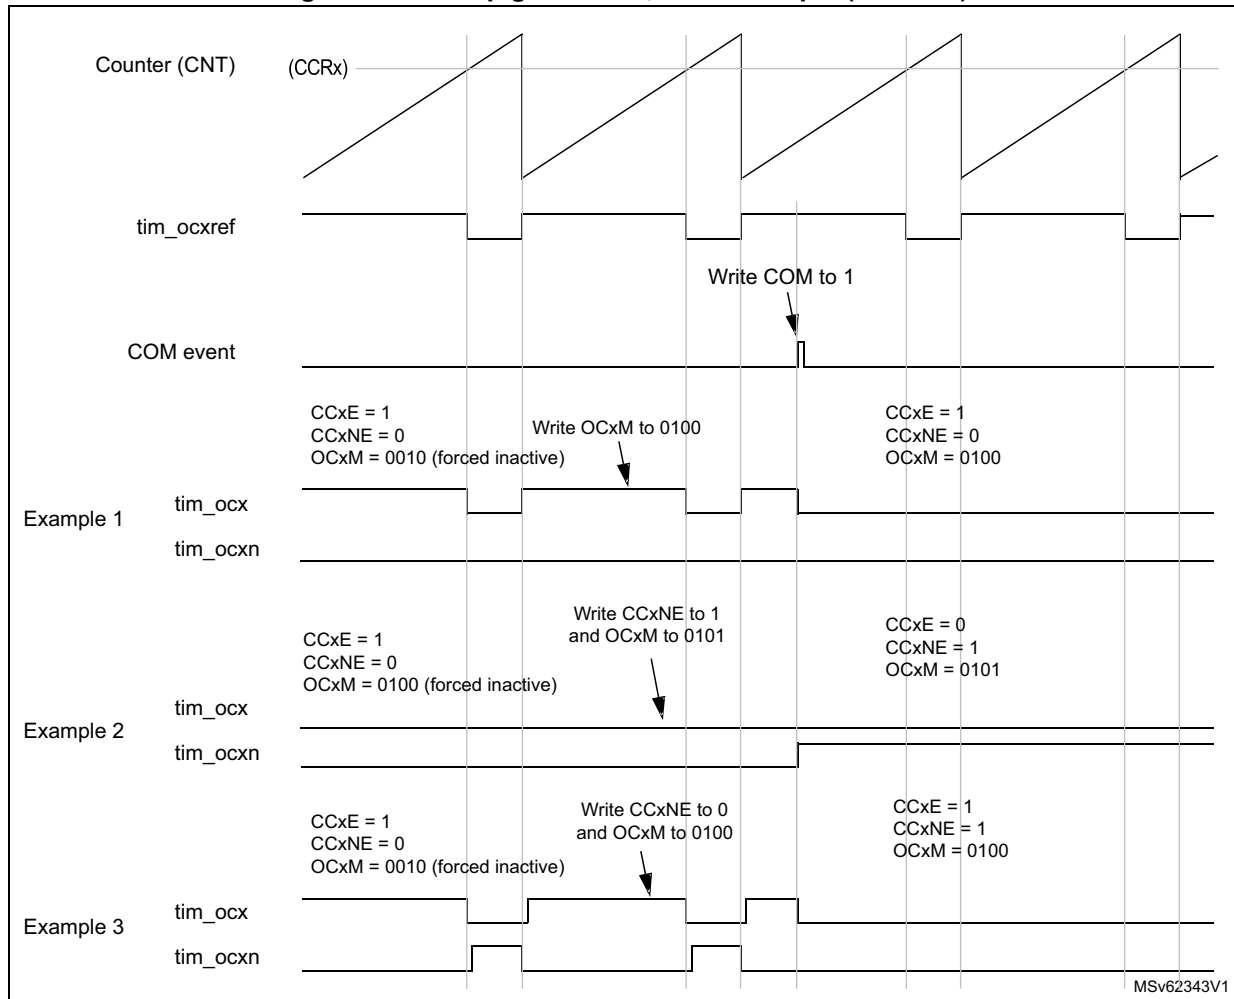 Counter (CNT)
(CCRx)
tim_ocxref
Write COM to 1
COM event
CCxE = 1
CCxNE = 0
OCxM = 0010 (forced inactive)
Write OCxM to 0100
CCxE = 1
CCxNE = 0
OCxM = 0100
Example 1
tim_ocx
tim_ocxn
CCxE = 1
CCxNE = 0
OCxM = 0100 (forced inactive)
Write CCxNE to 1
and OCxM to 0101
CCxE = 0
CCxNE = 1
OCxM = 0101
Example 2
tim_ocx
tim_ocxn
CCxE = 1
CCxNE = 0
OCxM = 0010 (forced inactive)
Write CCxNE to 0
and OCxM to 0100
CCxE = 1
CCxNE = 1
OCxM = 0100
Example 3
tim_ocx
tim_ocxn
MSv62343V1